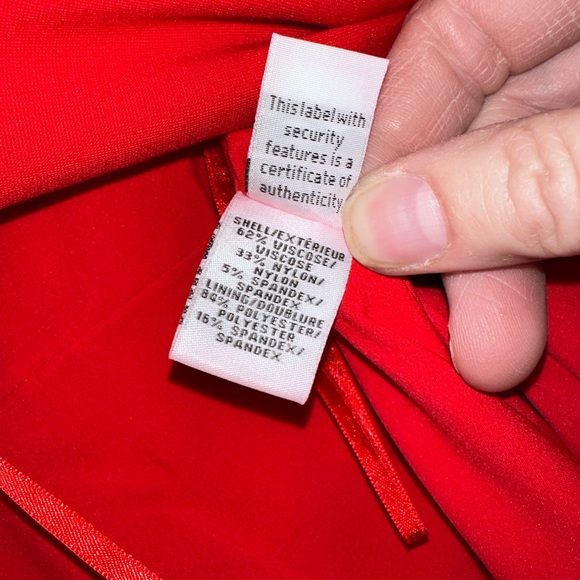 This label with
security
features is a
certificate of
authenticity
SHELL/EXTÉRIEUR
62% VISCOSE/
VISCOSE
33% NYLON/
NYLON
5% SPANDEX/
SPANDEX
LINING/DOUBLURE
84% POLYESTER/
POLYESTER
16% SPANDEX/
SPANDEX